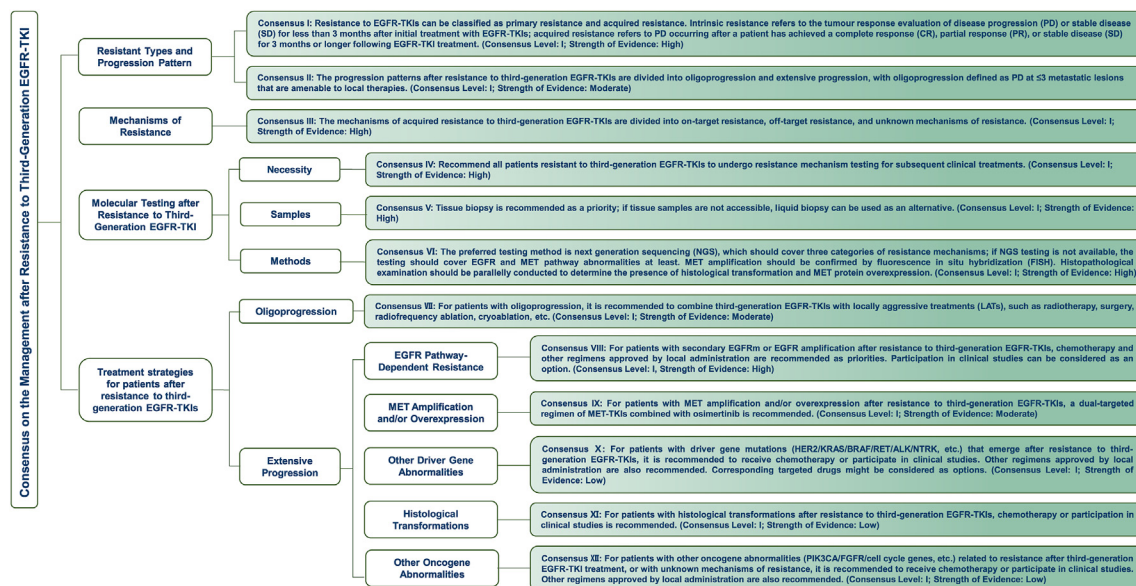 Consensus on the Management after Resistance to Third-Generation EGFR-TKI
Resistant Types and
Progression Pattern
Consensus I: Resistance to EGFR-TKIs can be classified as primary resistance and acquired resistance. Intrinsic resistance refers to the tumour response evaluation of disease progression (PD) or stable disease
(SD) for less than 3 months after initial treatment with EGFR-TKIs; acquired resistance refers to PD occurring after a patient has achieved a complete response (CR), partial response (PR), or stable disease (SD)
for 3 months or longer following EGFR-TKI treatment. (Consensus Level: I; Strength of Evidence: High)
Consensus II: The progression patterns after resistance to third-generation EGFR-TKIs are divided into oligoprogression and extensive progression, with oligoprogression defined as PD at ≤3 metastatic lesions
that are amenable to local therapies. (Consensus Level: I; Strength of Evidence: Moderate)
Mechanisms of
Resistance
Consensus III: The mechanisms of acquired resistance to third-generation EGFR-TKIs are divided into on-target resistance, off-target resistance, and unknown mechanisms of resistance. (Consensus Level: I;
Strength of Evidence: High)
Molecular Testing after
Resistance to Third-
Generation EGFR-TKI
Necessity
Consensus IV: Recommend all patients resistant to third-generation EGFR-TKIs to undergo resistance mechanism testing for subsequent clinical treatments. (Consensus Level: I;
Strength of Evidence: High)
Samples
Consensus V: Tissue biopsy is recommended as a priority; if tissue samples are not accessible, liquid biopsy can be used as an alternative. (Consensus Level: I; Strength of Evidence:
High)
Methods
Consensus VI: The preferred testing method is next generation sequencing (NGS), which should cover three categories of resistance mechanisms; if NGS testing is not available, the
testing should cover EGFR and MET pathway abnormalities at least. MET amplification should be confirmed by fluorescence in situ hybridization (FISH). Histopathological
examination should be parallelly conducted to determine the presence of histological transformation and MET protein overexpression. (Consensus Level: I; Strength of Evidence: High)
Treatment strategies
for patients after
resistance to third-
generation EGFR-TKIs
Oligoprogression
Consensus VII: For patients with oligoprogression, it is recommended to combine third-generation EGFR-TKIs with locally aggressive treatments (LATs), such as radiotherapy, surgery,
radiofrequency ablation, cryoablation, etc. (Consensus Level: I; Strength of Evidence: Moderate)
Extensive
Progression
EGFR Pathway-
Dependent Resistance
Consensus VIII: For patients with secondary EGFRm or EGFR amplification after resistance to third-generation EGFR-TKIs, chemotherapy and
other regimens approved by local administration are recommended as priorities. Participation in clinical studies can be considered as an
option. (Consensus Level: I, Strength of Evidence: High)
MET Amplification
and/or Overexpression
Consensus IX: For patients with MET amplification and/or overexpression after resistance to third-generation EGFR-TKIs, a dual-targeted
regimen of MET-TKIs combined with osimertinib is recommended. (Consensus Level: I; Strength of Evidence: Moderate)
Other Driver Gene
Abnormalities
Consensus X: For patients with driver gene mutations (HER2/KRAS/BRAF/RET/ALK/NTRK, etc.) that emerge after resistance to third-
generation EGFR-TKIs, it is recommended to receive chemotherapy or participate in clinical studies. Other regimens approved by local
administration are also recommended. Corresponding targeted drugs might be considered as options. (Consensus Level: I; Strength of
Evidence: Low)
Histological
Transformations
Consensus XI: For patients with histological transformations after resistance to third-generation EGFR-TKIs, chemotherapy or participation in
clinical studies is recommended. (Consensus Level: I; Strength of Evidence: Low)
Other Oncogene
Abnormalities
Consensus XII: For patients with other oncogene abnormalities (PIK3CA/FGFR/cell cycle genes, etc.) related to resistance after third-generation
EGFR-TKI treatment, or with unknown mechanisms of resistance, it is recommended to receive chemotherapy or participate in clinical studies.
Other regimens approved by local administration are also recommended. (Consensus Level: I; Strength of Evidence: Low)